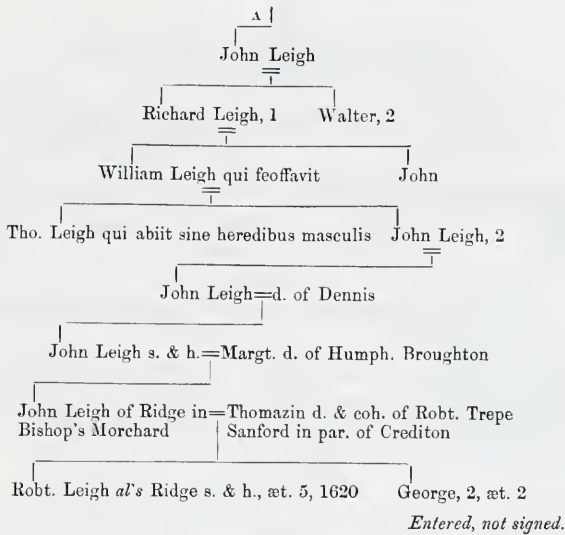 A
John Leigh
Richard Leigh, 1 Walter, 2
William Leigh qui feoffavit John
Tho. Leigh qui abiit sine heredibus masculis John Leigh, 2
John Leigh=d. of Dennis
John Leigh s. & h.=Margt. d. of Humph. Broughton
John Leigh of Ridge in=Thomazin d. & coh. of Robt. Trepe
Bishop's Morchard Sanford in par. of Crediton
Robt. Leigh al's Ridge s. & h., æt. 5, 1620 George, 2, æt. 2
Entered, not signed.